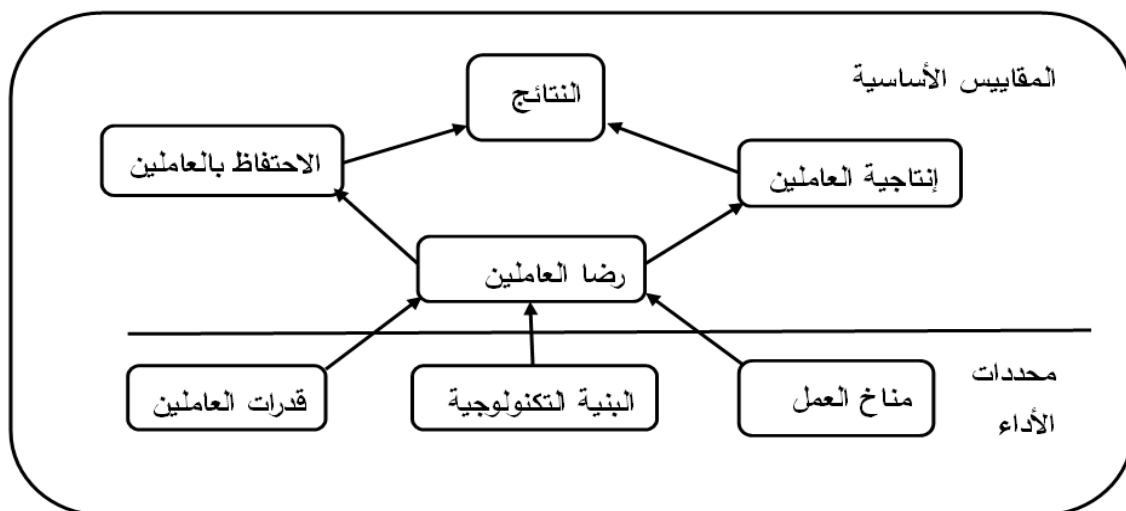 المقاييس الأساسية
النتائج
إنتاجية العاملين
الاحتفاظ بالعاملين
رضا العاملين
محددات
الأداء
مناخ العمل
البنية التكنولوجية
قدرات العاملين